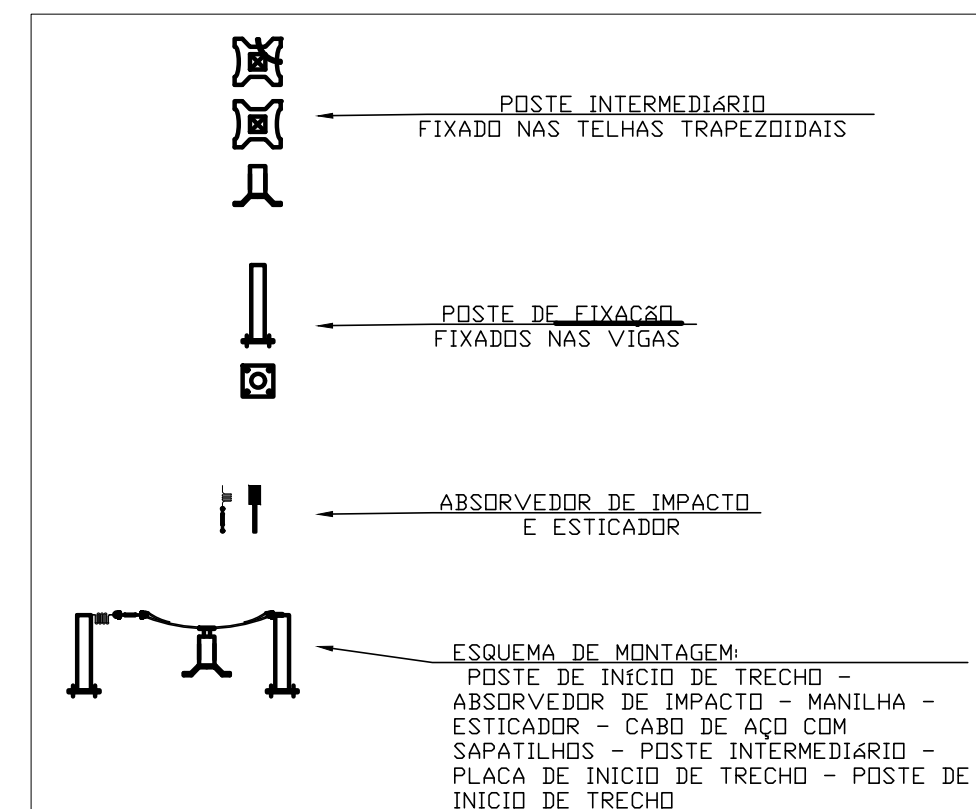 POSTE INTERMEDIáRIO
FIXADO NAS TELHAS TRAPEZOIDAIS
POSTE DE FIXAÇãO
FIXADOS NAS VIGAS
ABSORVEDOR DE IMPACTO
E ESTICADOR
ESQUEMA DE MONTAGEM:
POSTE DE INíCIO DE TRECHO -
ABSORVEDOR DE IMPACTO - MANILHA -
ESTICADOR - CABO DE AÇO COM
SAPATILHOS - POSTE INTERMEDIáRIO -
PLACA DE INICIO DE TRECHO - POSTE DE
INICIO DE TRECHO